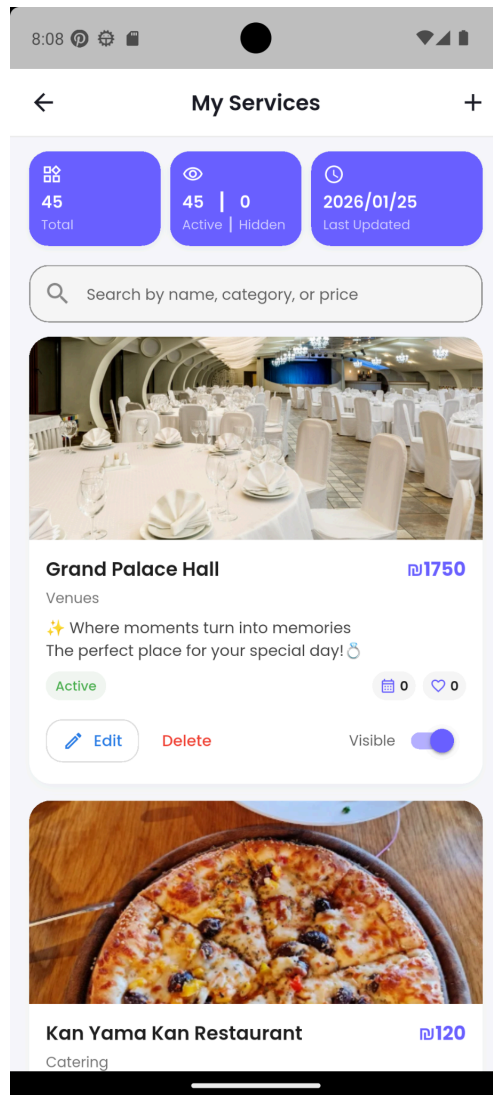 8:08
My Services
45
Total
45 | 0
Active | Hidden
2026/01/25
Last Updated
Search by name, category, or price
Grand Palace Hall
₪1750
Venues
✨ Where moments turn into memories
The perfect place for your special day!💍
Active
0
0
Edit
Delete
Visible
Kan Yama Kan Restaurant
₪120
Catering